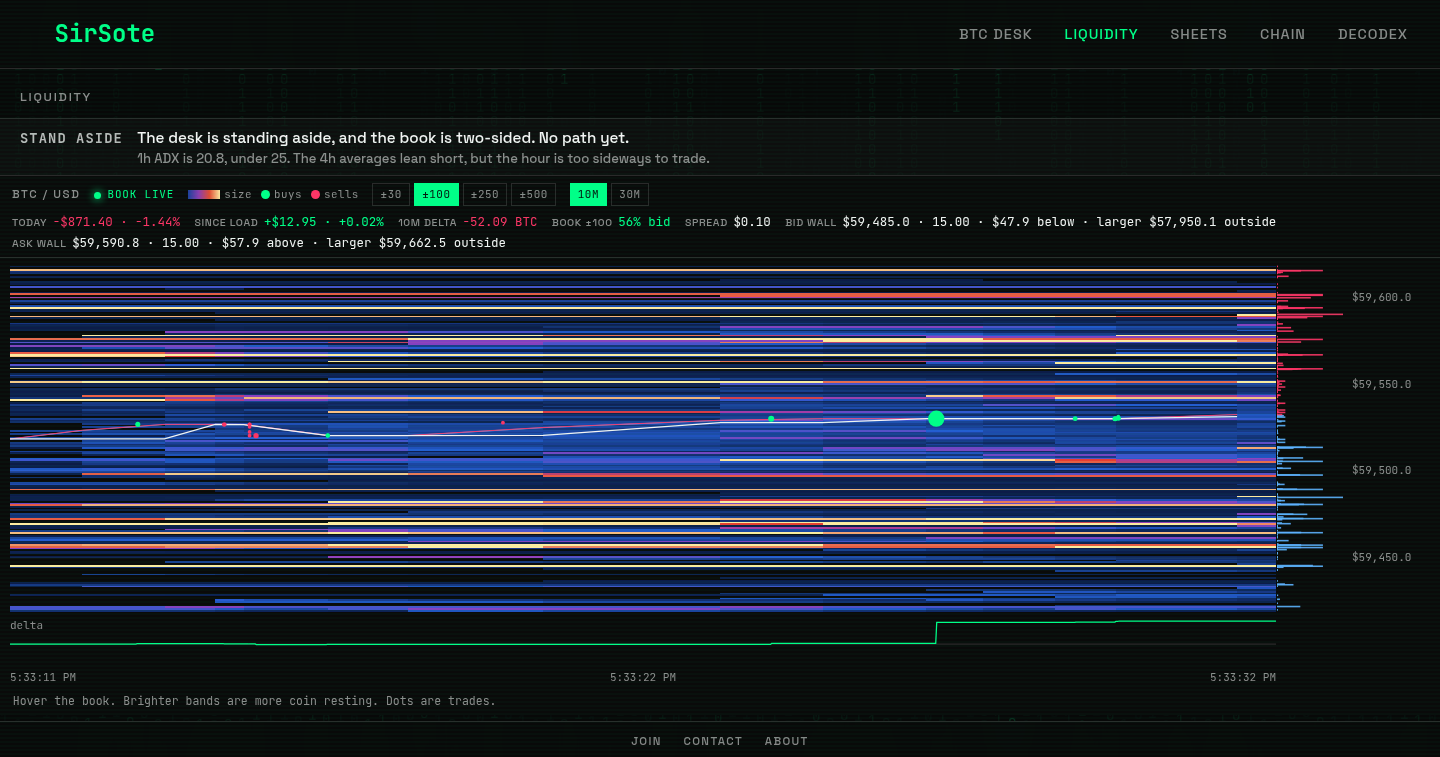 SirSote
BTC DESK LIQUIDITY SHEETS CHAIN DECODEX
LIQUIDITY
STAND ASIDE The desk is standing aside, and the book is two-sided. No path yet.
1h ADX is 20.8, under 25. The 4h averages lean short, but the hour is too sideways to trade.
BTC / USD BOOK LIVE size buys sells ±30 ±100 ±250 ±500 10M 30M
TODAY -$871.40 · -1.44% SINCE LOAD +$12.95 · +0.02% 10M DELTA -52.09 BTC BOOK ±100 56% bid SPREAD $0.10 BID WALL $59,485.0 · 15.00 · $47.9 below · larger $57,950.1 outside
ASK WALL $59,590.8 · 15.00 · $57.9 above · larger $59,662.5 outside
$59,600.0
$59,550.0
$59,500.0
$59,450.0
delta
5:33:11 PM 5:33:22 PM 5:33:32 PM
Hover the book. Brighter bands are more coin resting. Dots are trades.
JOIN CONTACT ABOUT